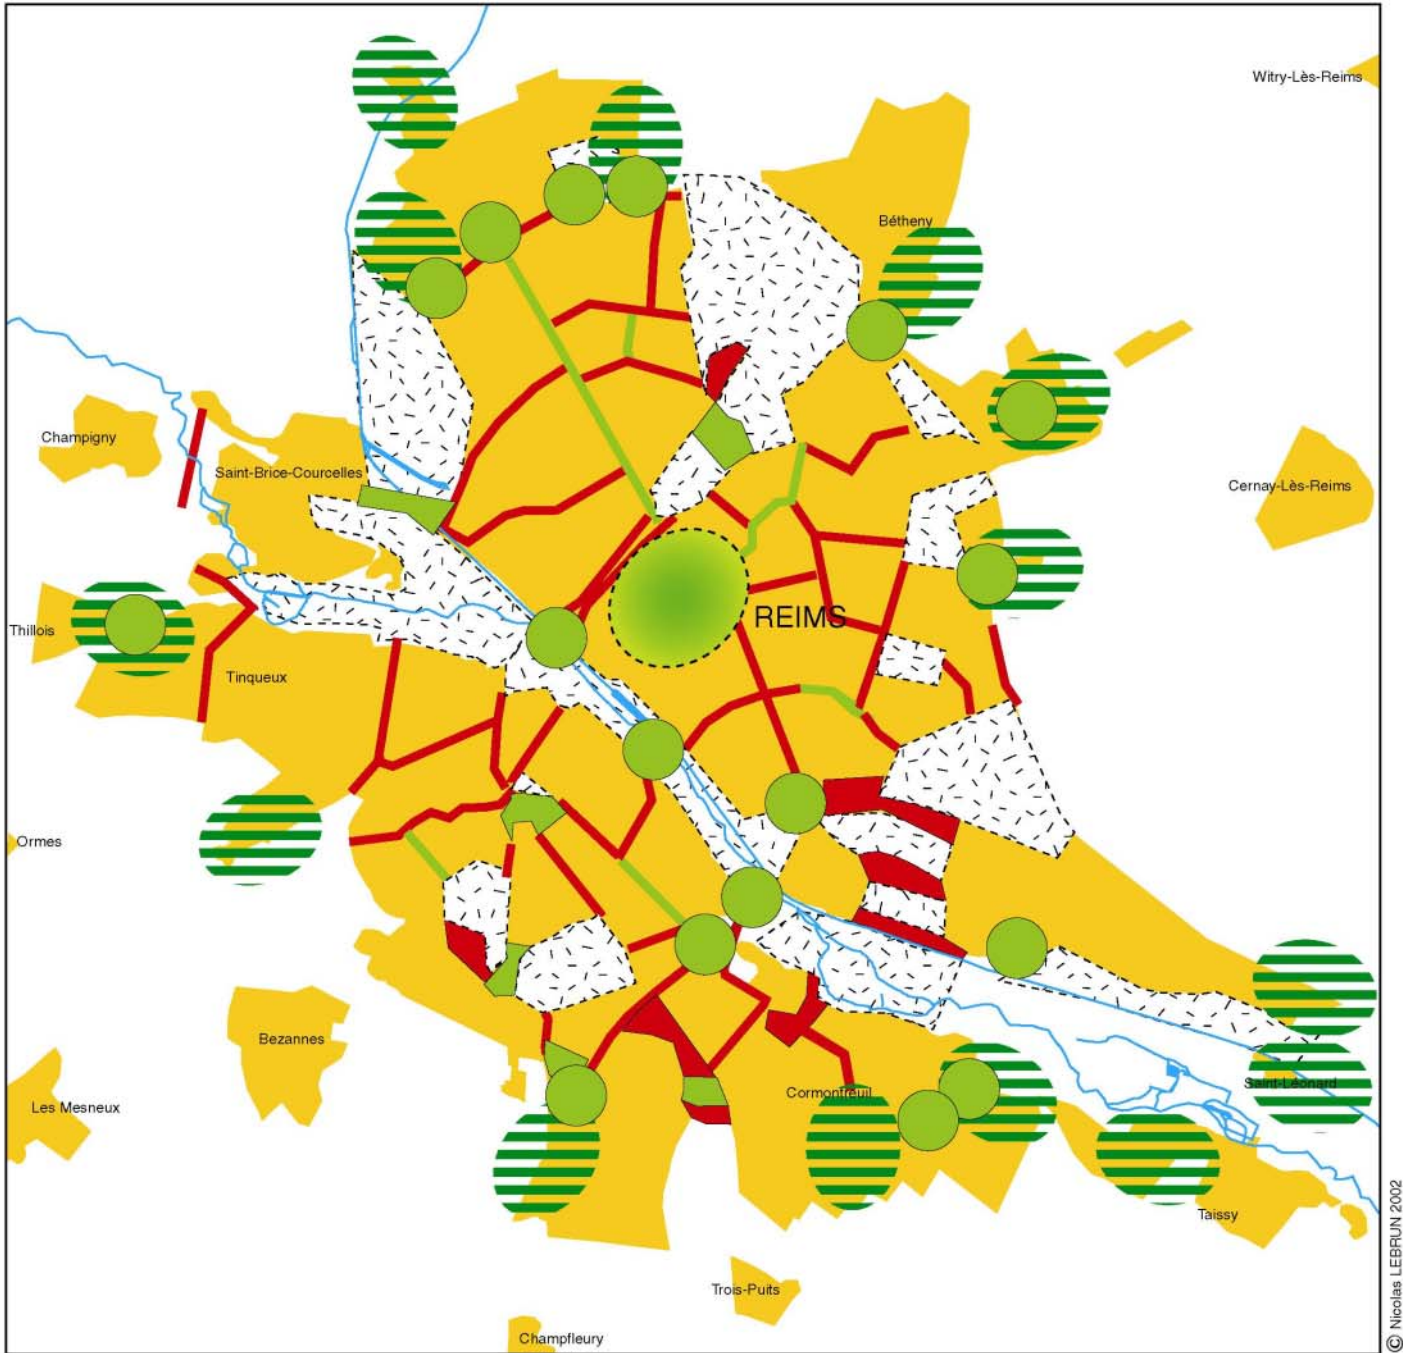 Witry-Lès-Reims
Bétheny
Champigny
Saint-Brice-Courcelles
Cernay-Lès-Reims
REIMS
Thillois
Tinqueux
Ormes
Bezannes
Saint-Léonard
Cormontreuil
Les Mesneux
Taissy
Trois-Puits
Champfleury
© Nicolas LEBRUN 2002